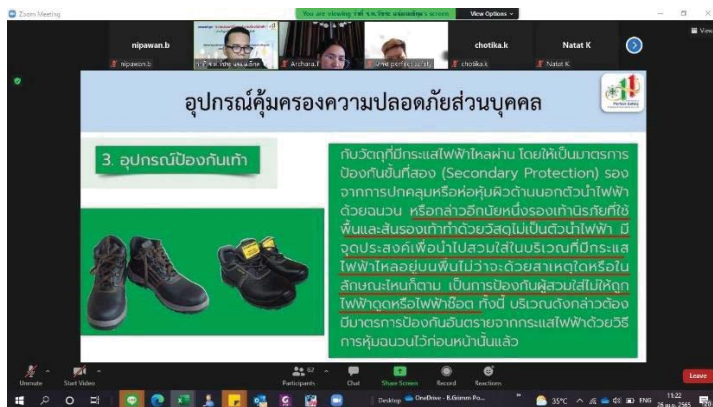 Zoom Meeting
You are viewing
screen
View Options
View
nipawan.b
chotika.k
Natat K
nipawan.b
Archara.f
chotika.k
Natat K
อุปกรณ์คุ้มครองความปลอดภัยส่วนบุคคล
Perfect Safety
3. อุปกรณ์ป้องกันเท้า
กับวัตถุที่มีกระแสไฟฟ้าไหลผ่าน โดยให้เป็นมาตรการ
ป้องกันขั้นที่สอง (Secondary Protection) รอง
จากการปกคลุมหรือห่อหุ้มผิวด้านนอกตัวนำไฟฟ้า
ด้วยฉนวน หรือกล่าวอีกนัยหนึ่งรองเท้านิรภัยที่ใช้
พื้นและส้นรองเท้าทำด้วยวัสดุไม่เป็นตัวนำไฟฟ้า มี
จุดประสงค์เพื่อนำไปสวมใส่ในบริเวณที่มีกระแส
ไฟฟ้าไหลอยู่บนพื้นไม่ว่าจะด้วยสาเหตุใดหรือใน
ลักษณะไหนก็ตาม เป็นการป้องกันผู้สวมใส่ไม่ให้ถูก
ไฟฟ้าดูดหรือไฟฟ้าช๊อต ทั้งนี้ บริเวณดังกล่าวต้อง
มีมาตรการป้องกันอันตรายจากกระแสไฟฟ้าด้วยวิธี
การหุ้มฉนวนไว้ก่อนหน้านั้นแล้ว
62
Unmute
Start Video
Participants
Chat
Share Screen
Record
Reactions
Leave
Desktop
OneDrive - B.Grimm Po...
35°C
ENG
11:22
26 พ.ค. 2565